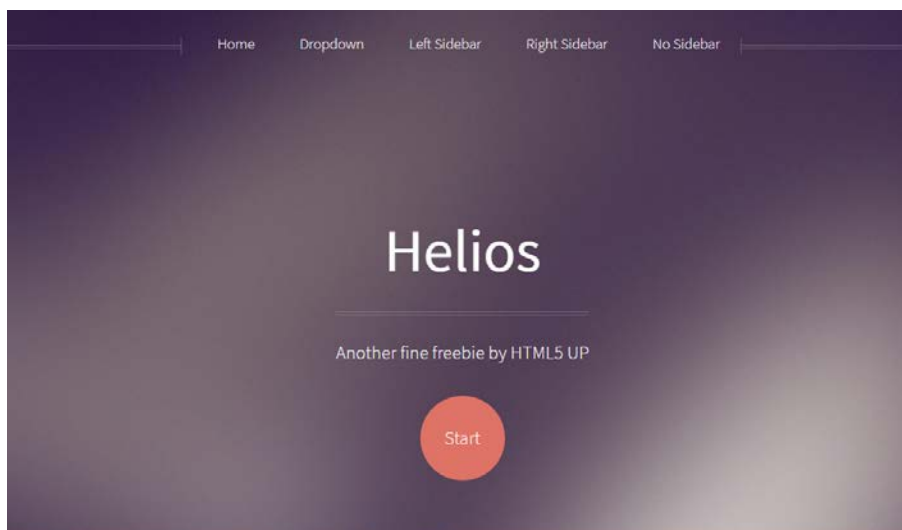 Home Dropdown Left Sidebar Right Sidebar No Sidebar
Helios
Another fine freebie by HTML5 UP
Start